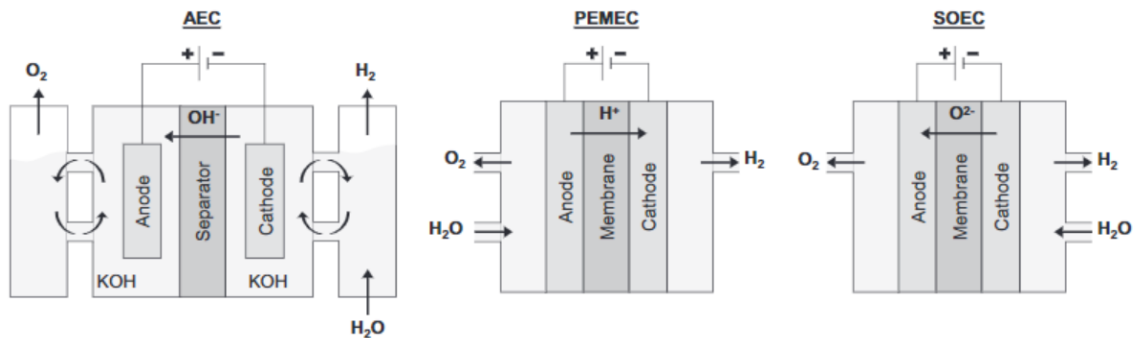 AEC
+ −
O₂
H₂
OH⁻
Anode
Separator
Cathode
KOH
KOH
H₂O
PEMEC
+ −
H⁺
O₂
H₂
H₂O
Anode
Membrane
Cathode
SOEC
+ −
O²⁻
O₂
H₂
H₂O
Anode
Membrane
Cathode